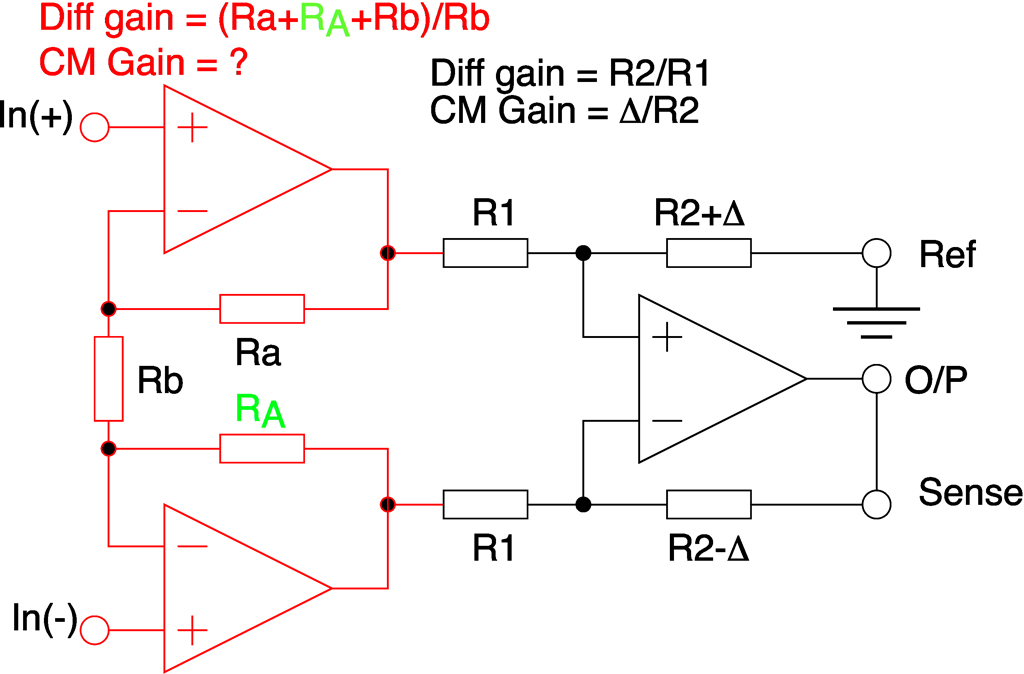 Diff gain = (Ra+RA+Rb)/Rb
CM Gain = ?
Diff gain = R2/R1
CM Gain = Δ/R2
In(+)
+
−
R1
R2+Δ
Ref
Ra
Rb
+
O/P
RA
−
Sense
−
R1
R2-Δ
In(-)
+